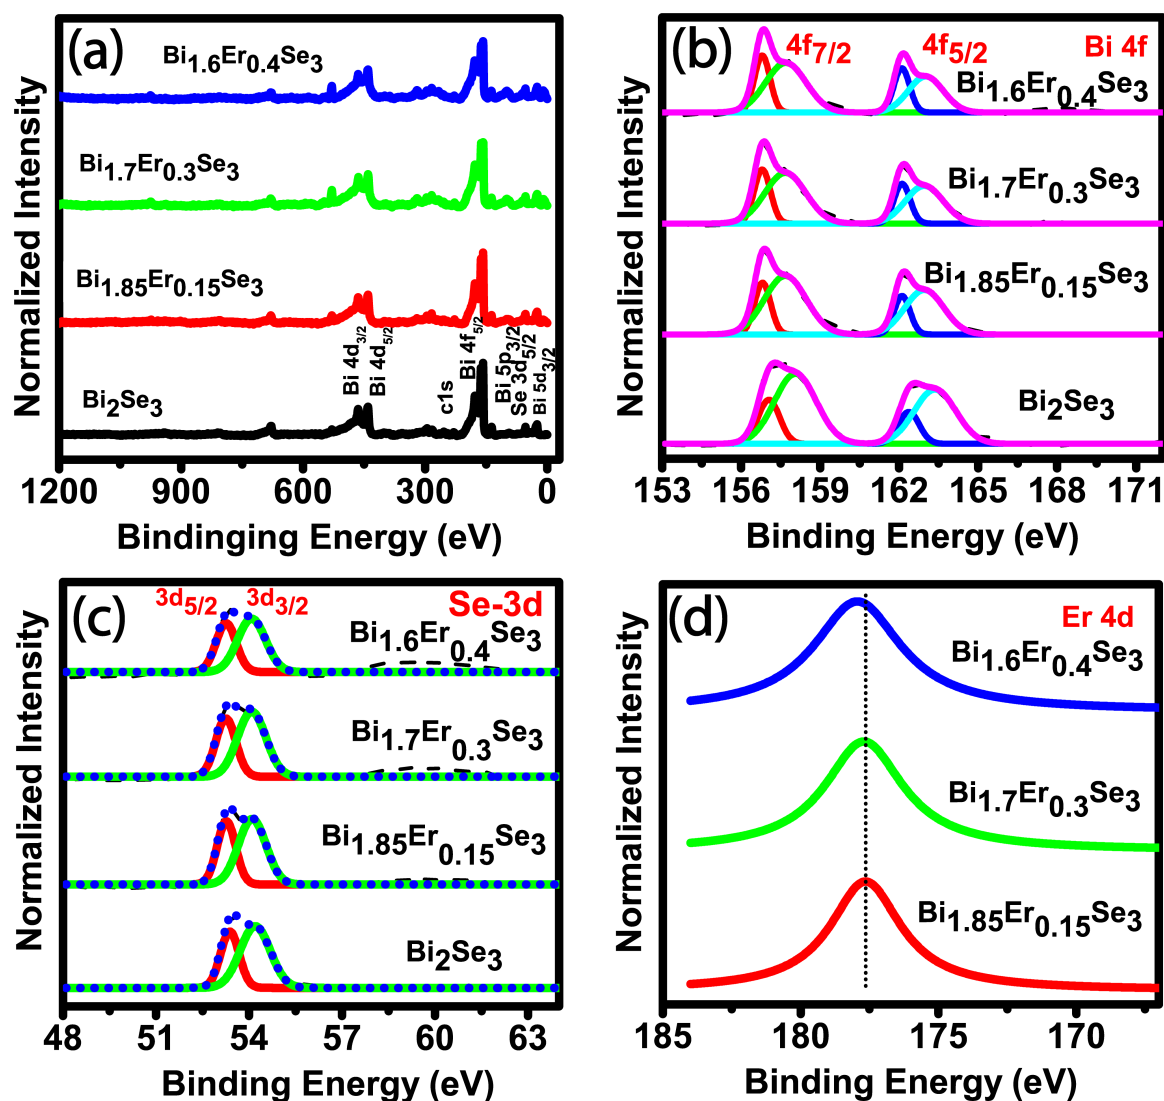 (a)
Bi1.6Er0.4Se3
Bi1.7Er0.3Se3
Bi1.85Er0.15Se3
Bi2Se3
Bi 4d3/2
Bi 4d5/2
c1s
Bi 4f5/2
Bi 5p3/2
Se 3d5/2
Bi 5d3/2
Normalized Intensity
1200 900 600 300 0
Bindinging Energy (eV)
(b)
4f7/2 4f5/2 Bi 4f
Bi1.6Er0.4Se3
Bi1.7Er0.3Se3
Bi1.85Er0.15Se3
Bi2Se3
Normalized Intensity
153 156 159 162 165 168 171
Binding Energy (eV)
(c)
3d5/2 3d3/2 Se-3d
Bi1.6Er0.4Se3
Bi1.7Er0.3Se3
Bi1.85Er0.15Se3
Bi2Se3
Normalized Intensity
48 51 54 57 60 63
Binding Energy (eV)
(d)
Er 4d
Bi1.6Er0.4Se3
Bi1.7Er0.3Se3
Bi1.85Er0.15Se3
Normalized Intensity
185 180 175 170
Binding Energy (eV)